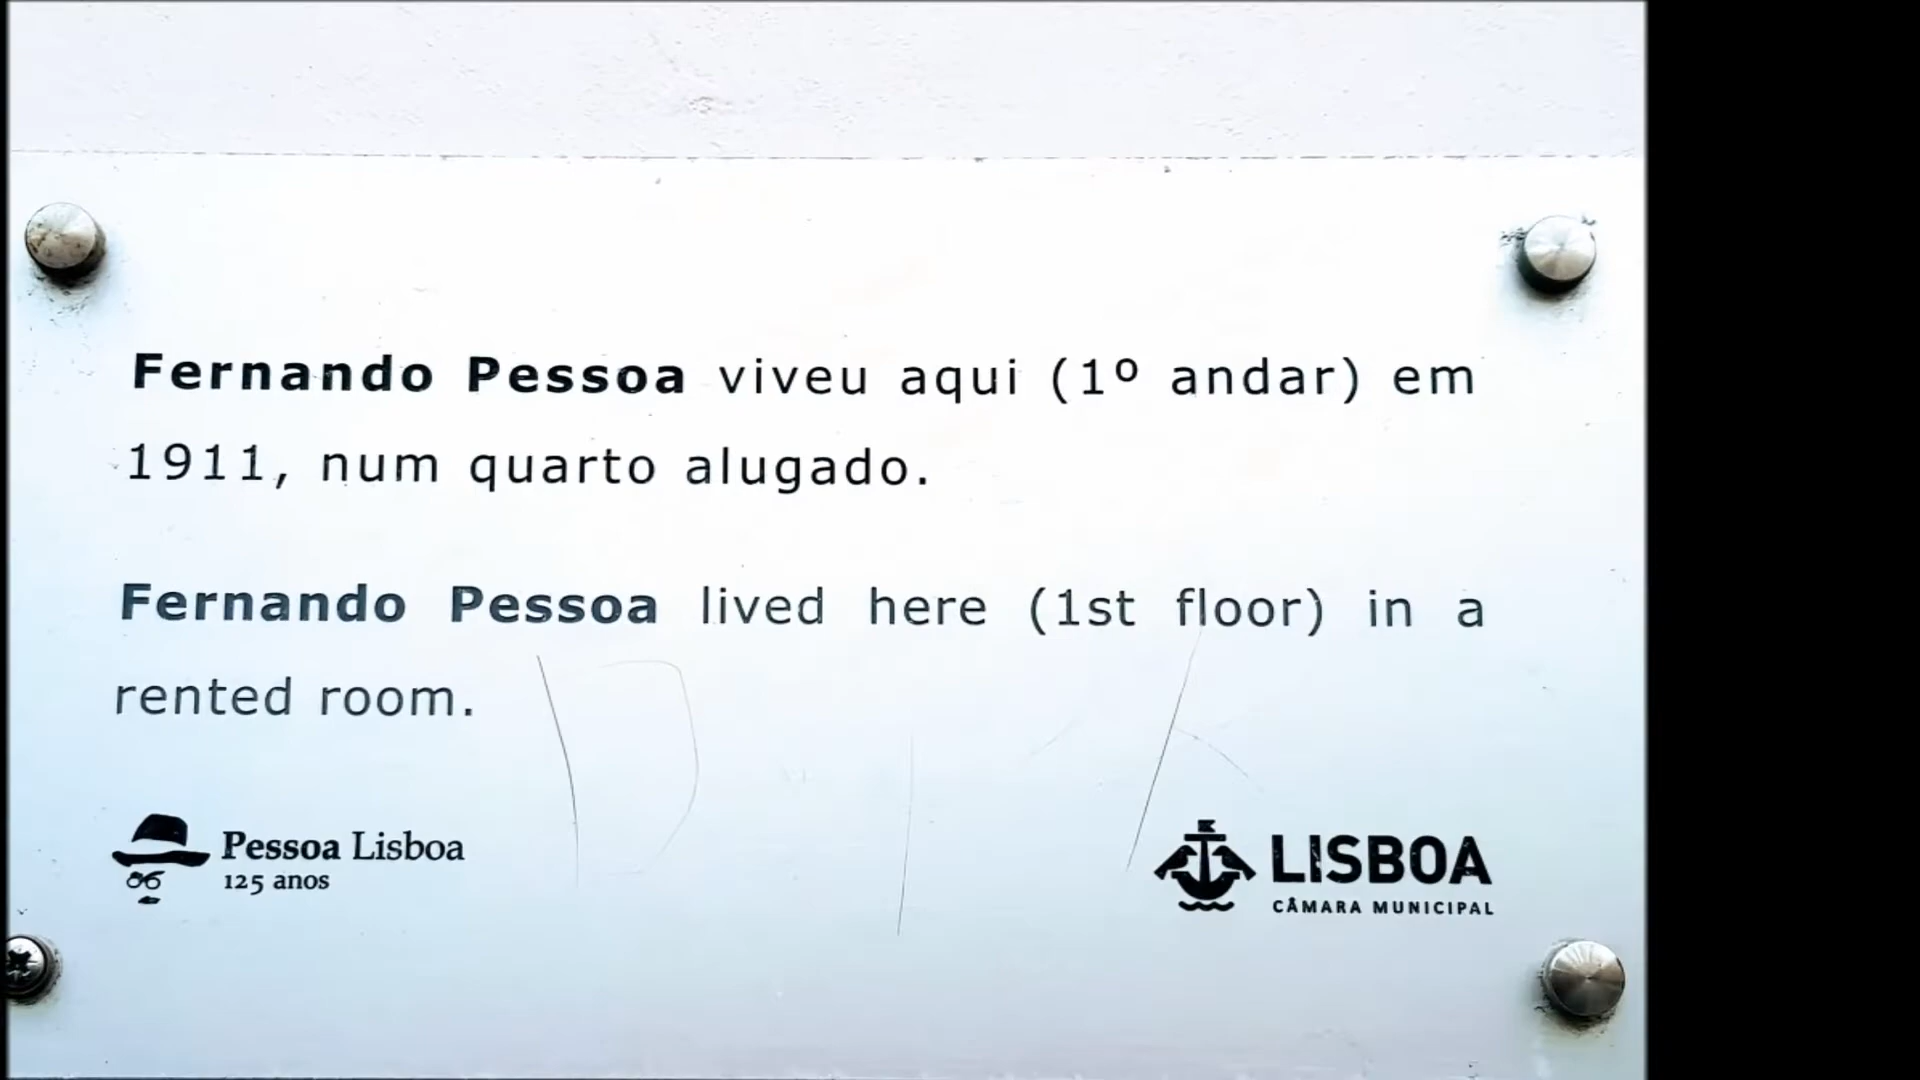 Fernando Pessoa viveu aqui (1º andar) em
1911, num quarto alugado.
Fernando Pessoa lived here (1st floor) in a
rented room.
Pessoa Lisboa
125 anos
LISBOA
CÂMARA MUNICIPAL